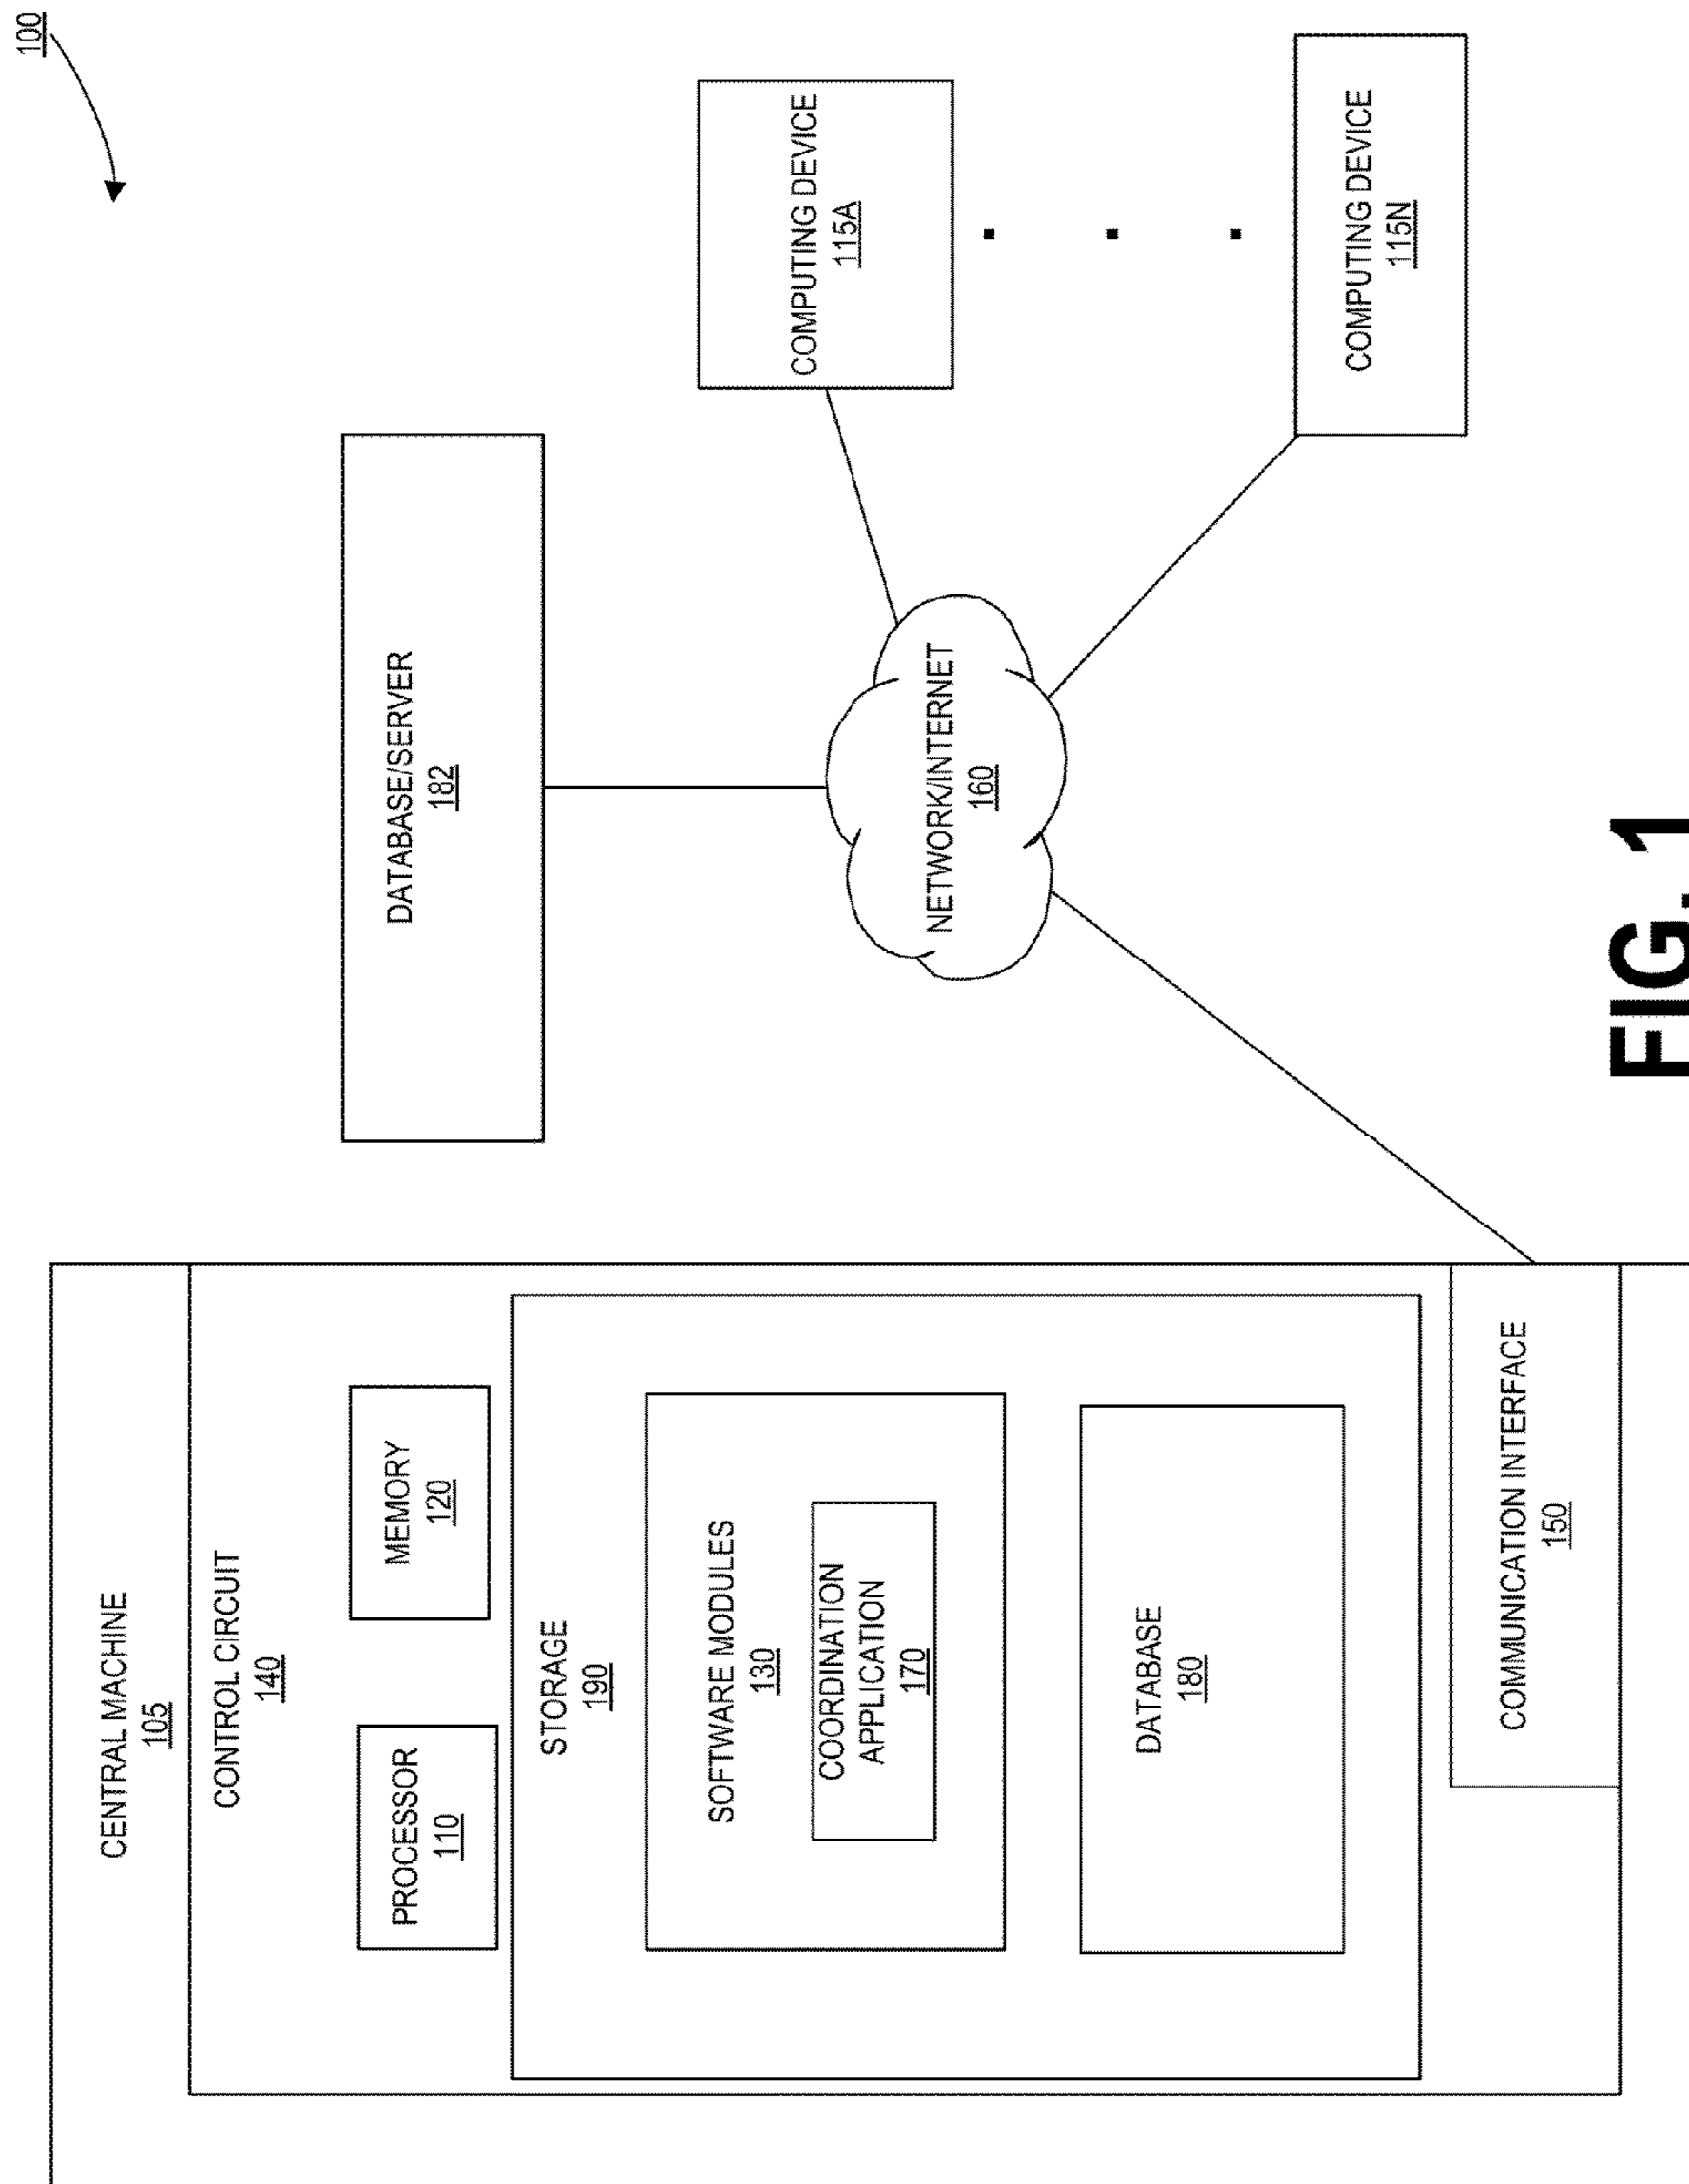 100
CENTRAL MACHINE
105
CONTROL CIRCUIT
140
PROCESSOR
110
MEMORY
120
STORAGE
190
SOFTWARE MODULES
130
COORDINATION
APPLICATION
170
DATABASE
180
COMMUNICATION INTERFACE
150
DATABASE/SERVER
182
NETWORK/INTERNET
160
COMPUTING DEVICE
115A
COMPUTING DEVICE
115N
FIG. 1